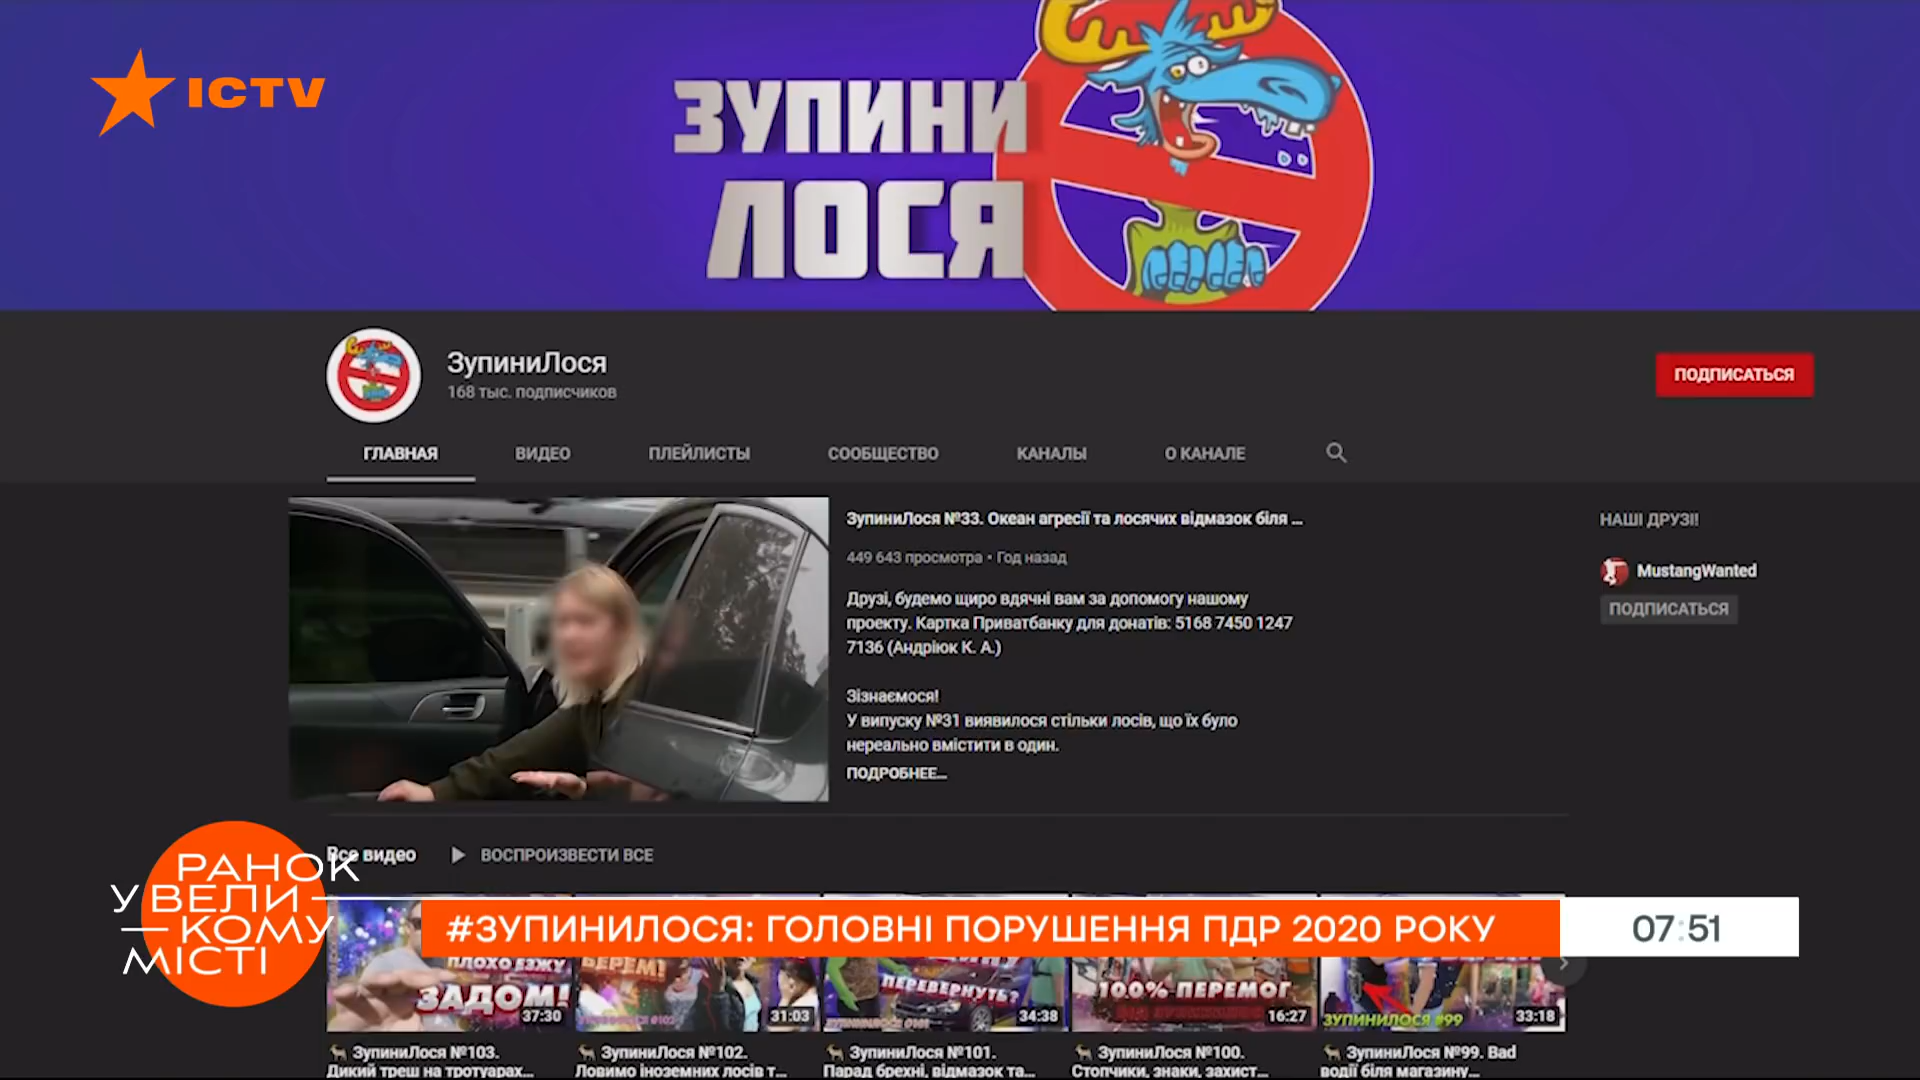 ICTV
ЗУПИНИ
ЛОСЯ
ЗупиниЛося
168 тыс. подписчиков
ПОДПИСАТЬСЯ
ГЛАВНАЯ ВИДЕО ПЛЕЙЛИСТЫ СООБЩЕСТВО КАНАЛЫ О КАНАЛЕ
ЗупиниЛося №33. Океан агресії та лосячих відмазок біля ...
449 643 просмотра • Год назад
Друзі, будемо щиро вдячні вам за допомогу нашому
проекту. Картка Приватбанку для донатів: 5168 7450 1247
7136 (Андріюк К. А.)
Зізнаємося!
У випуску №31 виявилося стільки лосів, що їх було
нереально вмістити в один.
ПОДРОБНЕЕ...
НАШІ ДРУЗІ!
MustangWanted
ПОДПИСАТЬСЯ
Все видео ВОСПРОИЗВЕСТИ ВСЕ
РАНОК
У ВЕЛИ—
—КОМУ
МІСТІ
#ЗУПИНИЛОСЯ: ГОЛОВНІ ПОРУШЕННЯ ПДР 2020 РОКУ
07:51
ПЛОХО ЕЗЖУ
ЗАДОМ!
37:30
БЕРЕМ!
31:03
ПЕРЕВЕРНУТЬ?
34:38
100% ПЕРЕМОГ
16:27
ЗУПИНИЛОСЯ #99
33:18
ЗупиниЛося №103.
Дикий треш на тротуарах...
ЗупиниЛося №102.
Ловимо іноземних лосів т...
ЗупиниЛося №101.
Парад брехні, відмазок та...
ЗупиниЛося №100.
Стопчики, знаки, захист...
ЗупиниЛося №99. Bad
водії біля магазину...